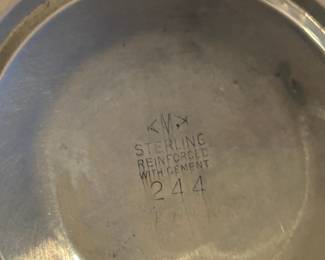 <M>
STERLING
REINFORCED
WITH CEMENT
244